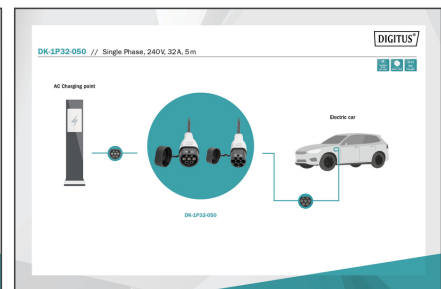 DIGITUS®
DK-1P32-050 // Single Phase, 240V, 32A, 5m
AC Charging point
Electric car
DK-1P32-050